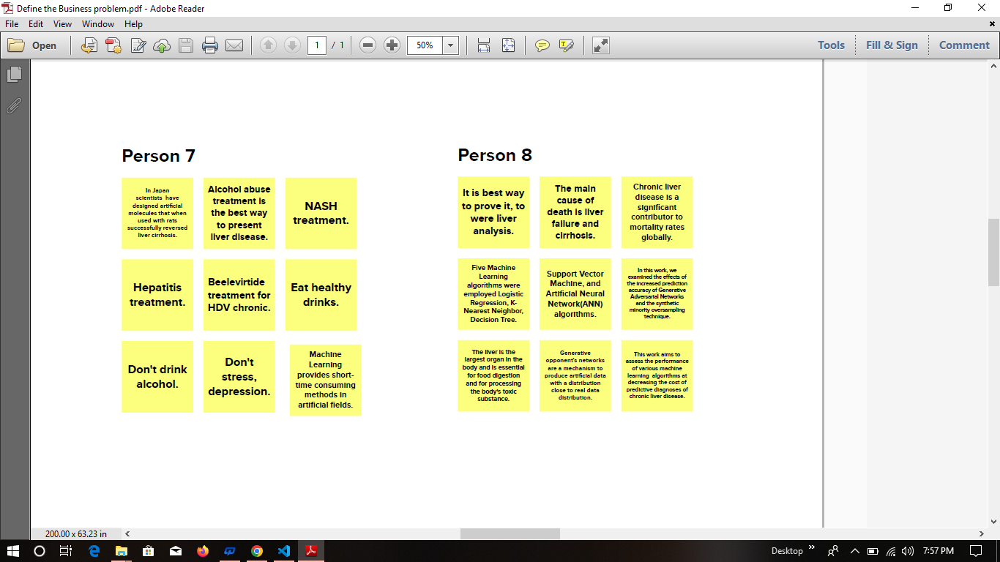 Define the Business problem.pdf - Adobe Reader
File Edit View Window Help
Open
1 / 1
50%
Tools
Fill & Sign
Comment
Person 7
In Japan
scientists have
designed artificial
molecules that when
used with rats
successfully reversed
liver cirrhosis.
Alcohol abuse
treatment is
the best way
to present
liver disease.
NASH
treatment.
Hepatitis
treatment.
Beelevirtide
treatment for
HDV chronic.
Eat healthy
drinks.
Don't drink
alcohol.
Don't
stress,
depression.
Machine
Learning
provides short-
time consuming
methods in
artificial fields.
Person 8
It is best way
to prove it, to
were liver
analysis.
The main
cause of
death is liver
failure and
cirrhosis.
Chronic liver
disease is a
significant
contributor to
mortality rates
globally.
Five Machine
Learning
algorithms were
employed Logistic
Regression, K-
Nearest Neighbor,
Decision Tree.
Support Vector
Machine, and
Artificial Neural
Network(ANN)
algorithms.
In this work, we
examined the effects of
the increased prediction
accuracy of Generative
Adversarial Networks
and the synthetic
minority oversampling
technique.
The liver is the
largest organ in the
body and is essential
for food digestion
and for processing
the body's toxic
substance.
Generative
opponent's networks
are a mechanism to
produce artificial data
with a distribution
close to real data
distribution.
This work aims to
assess the performance
of various machine
learning algorithms at
decreasing the cost of
predictive diagnoses of
chronic liver disease.
200.00 x 63.23 in
Desktop
7:57 PM